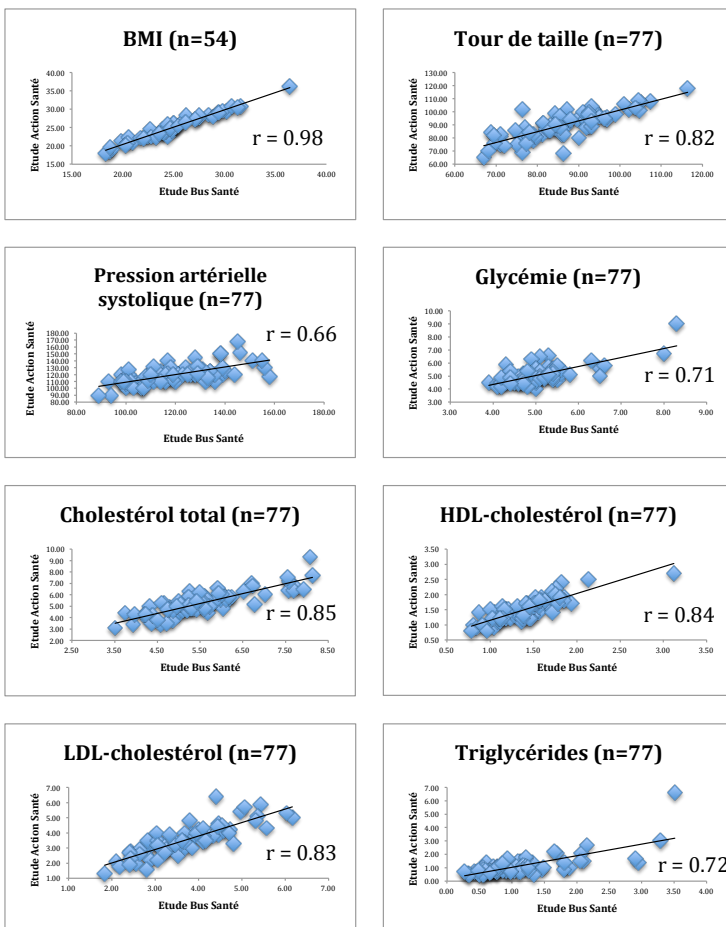 BMI (n=54)
Etude Action Santé
40.00
35.00
30.00
25.00
20.00
15.00
r = 0.98
15.00 20.00 25.00 30.00 35.00 40.00
Etude Bus Santé
Tour de taille (n=77)
Etude Action Santé
130.00
120.00
110.00
100.00
90.00
80.00
70.00
60.00
r = 0.82
60.00 70.00 80.00 90.00 100.00 110.00 120.00
Etude Bus Santé
Pression artérielle
systolique (n=77)
Etude Action Santé
180.00
170.00
160.00
150.00
140.00
130.00
120.00
110.00
100.00
90.00
80.00
r = 0.66
80.00 100.00 120.00 140.00 160.00 180.00
Etude Bus Santé
Glycémie (n=77)
Etude Action Santé
10.00
9.00
8.00
7.00
6.00
5.00
4.00
3.00
r = 0.71
3.00 4.00 5.00 6.00 7.00 8.00 9.00
Etude Bus Santé
Cholestérol total (n=77)
Etude Action Santé
10.00
9.00
8.00
7.00
6.00
5.00
4.00
3.00
2.00
r = 0.85
2.50 3.50 4.50 5.50 6.50 7.50 8.50
Etude Bus Santé
HDL-cholestérol (n=77)
Etude Action Santé
3.50
3.00
2.50
2.00
1.50
1.00
0.50
r = 0.84
0.50 1.00 1.50 2.00 2.50 3.00 3.50
Etude Bus Santé
LDL-cholestérol (n=77)
Etude Action Santé
7.00
6.00
5.00
4.00
3.00
2.00
1.00
r = 0.83
1.00 2.00 3.00 4.00 5.00 6.00 7.00
Etude Bus Santé
Triglycérides (n=77)
Etude Action Santé
7.00
6.00
5.00
4.00
3.00
2.00
1.00
0.00
r = 0.72
0.00 0.50 1.00 1.50 2.00 2.50 3.00 3.50 4.00
Etude Bus Santé